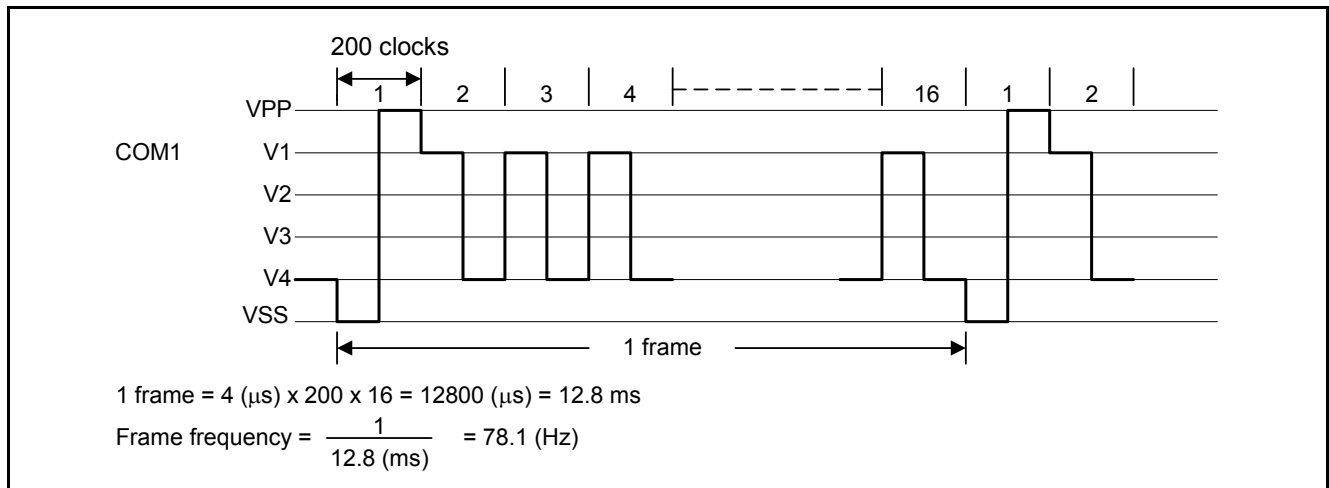 200 clocks
1 2 3 4 16 1 2
VPP
COM1 V1
V2
V3
V4
VSS
1 frame
1 frame = 4 (μs) x 200 x 16 = 12800 (μs) = 12.8 ms
Frame frequency = 1 / 12.8 (ms) = 78.1 (Hz)